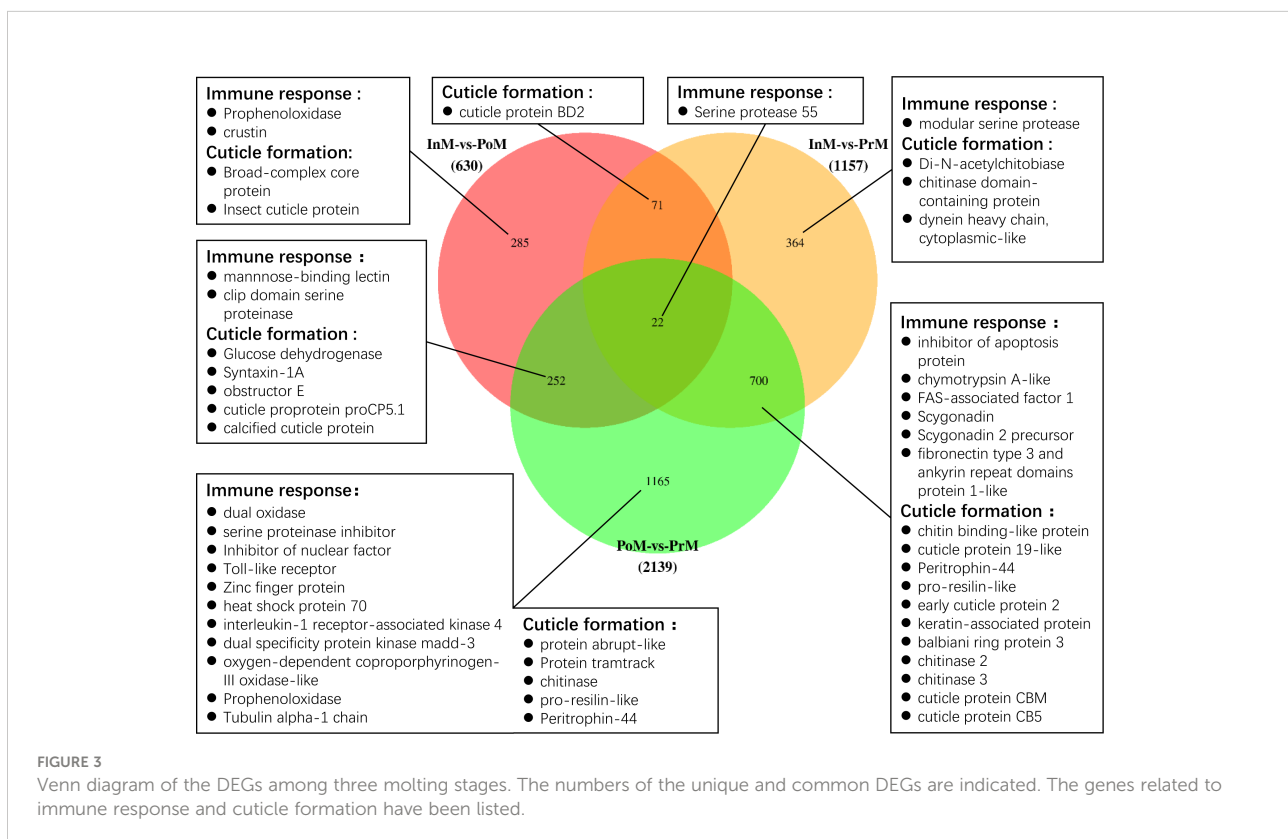 Immune response :
● Prophenoloxidase
● crustin
Cuticle formation:
● Broad-complex core
protein
● Insect cuticle protein
Cuticle formation :
● cuticle protein BD2
Immune response :
● Serine protease 55
Immune response :
● modular serine protease
Cuticle formation :
● Di-N-acetylchitobiase
● chitinase domain-
containing protein
● dynein heavy chain,
cytoplasmic-like
InM-vs-PoM
(630)
InM-vs-PrM
(1157)
71
285
364
22
252
700
1165
PoM-vs-PrM
(2139)
Immune response :
● mannnose-binding lectin
● clip domain serine
proteinase
Cuticle formation :
● Glucose dehydrogenase
● Syntaxin-1A
● obstructor E
● cuticle proprotein proCP5.1
● calcified cuticle protein
Immune response :
● inhibitor of apoptosis
protein
● chymotrypsin A-like
● FAS-associated factor 1
● Scygonadin
● Scygonadin 2 precursor
● fibronectin type 3 and
ankyrin repeat domains
protein 1-like
Cuticle formation :
● chitin binding-like protein
● cuticle protein 19-like
● Peritrophin-44
● pro-resilin-like
● early cuticle protein 2
● keratin-associated protein
● balbiani ring protein 3
● chitinase 2
● chitinase 3
● cuticle protein CBM
● cuticle protein CB5
Immune response:
● dual oxidase
● serine proteinase inhibitor
● Inhibitor of nuclear factor
● Toll-like receptor
● Zinc finger protein
● heat shock protein 70
● interleukin-1 receptor-associated kinase 4
● dual specificity protein kinase madd-3
● oxygen-dependent coproporphyrinogen-
III oxidase-like
● Prophenoloxidase
● Tubulin alpha-1 chain
Cuticle formation :
● protein abrupt-like
● Protein tramtrack
● chitinase
● pro-resilin-like
● Peritrophin-44
FIGURE 3
Venn diagram of the DEGs among three molting stages. The numbers of the unique and common DEGs are indicated. The genes related to
immune response and cuticle formation have been listed.